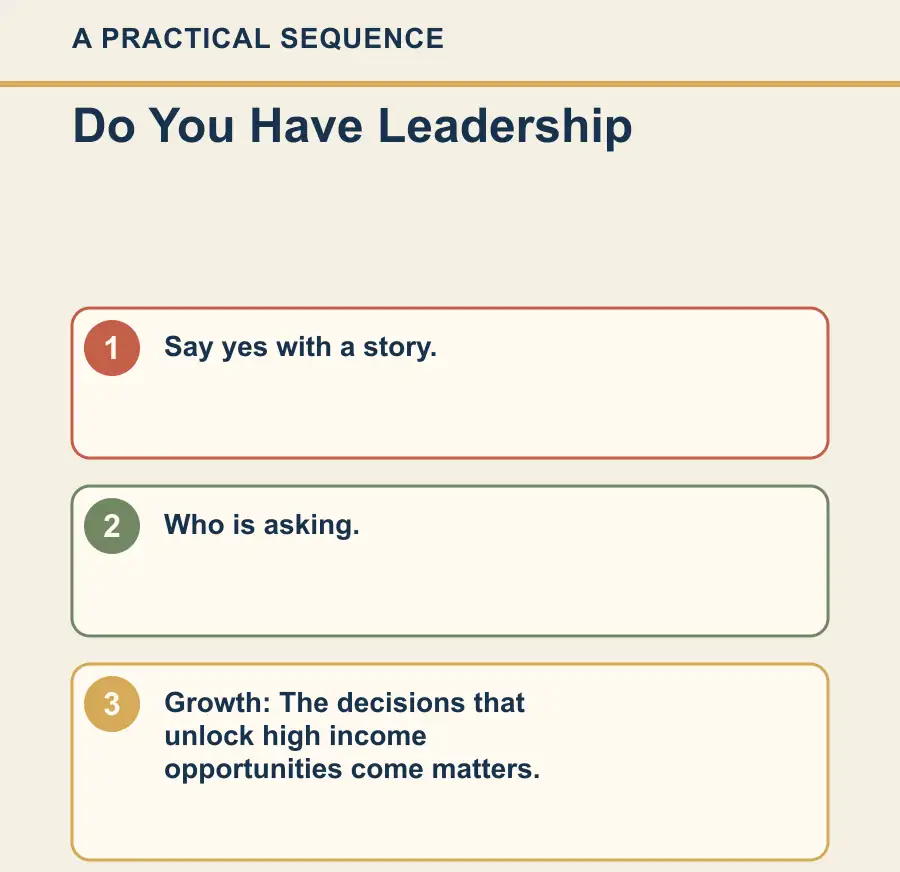 A PRACTICAL SEQUENCE
Do You Have Leadership
1 Say yes with a story.
2 Who is asking.
3 Growth: The decisions that
unlock high income
opportunities come matters.